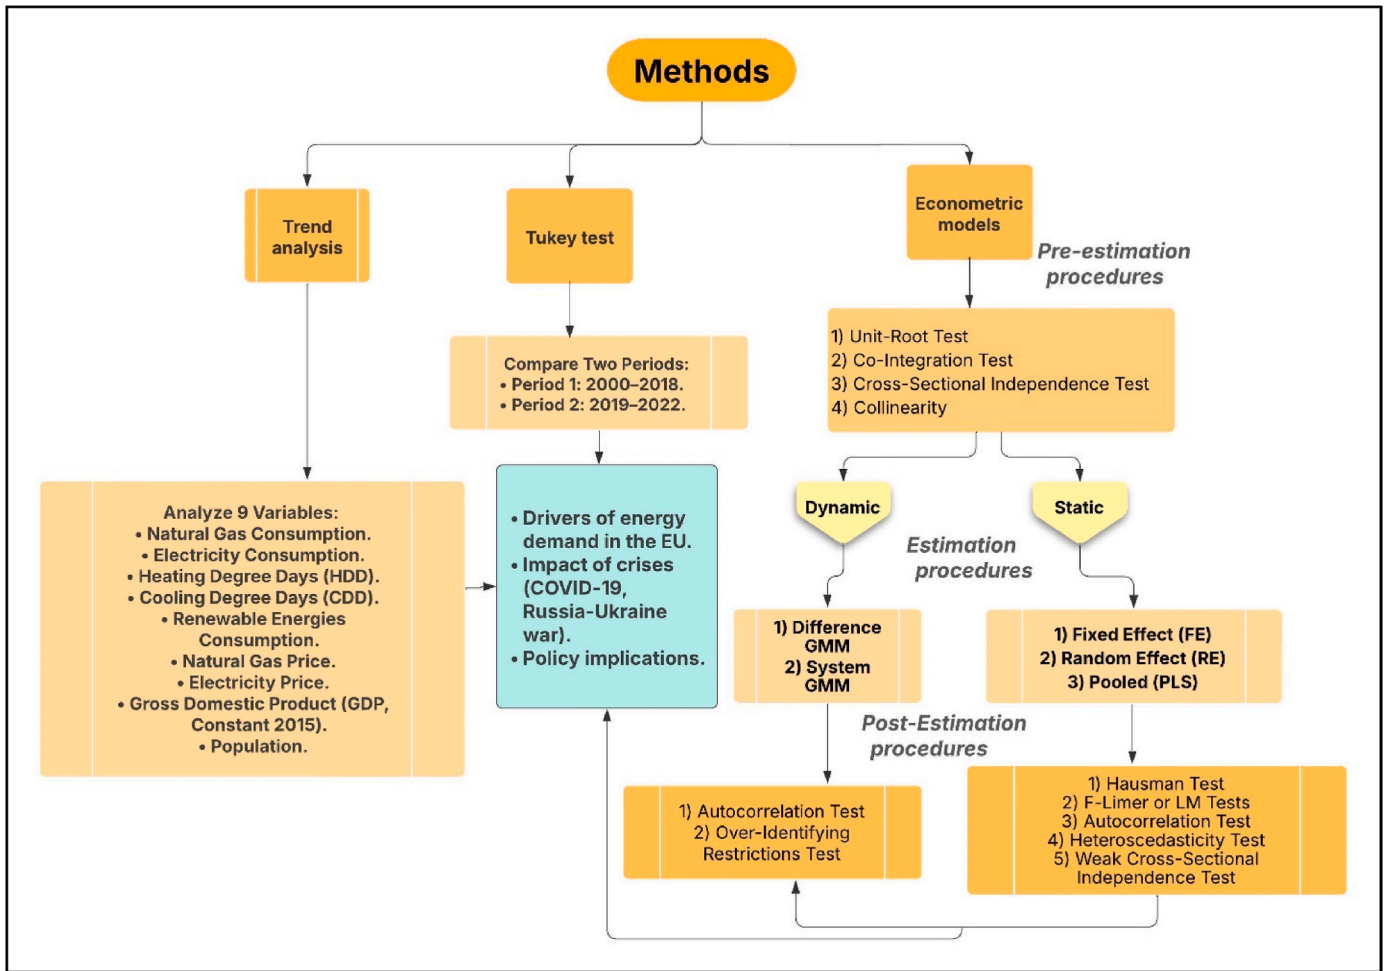 Methods
Trend
analysis
Tukey test
Econometric
models
Pre-estimation
procedures
1) Unit-Root Test
2) Co-Integration Test
3) Cross-Sectional Independence Test
4) Collinearity
Compare Two Periods:
• Period 1: 2000–2018.
• Period 2: 2019–2022.
Analyze 9 Variables:
• Natural Gas Consumption.
• Electricity Consumption.
• Heating Degree Days (HDD).
• Cooling Degree Days (CDD).
• Renewable Energies
Consumption.
• Natural Gas Price.
• Electricity Price.
• Gross Domestic Product (GDP,
Constant 2015).
• Population.
• Drivers of energy
demand in the EU.
• Impact of crises
(COVID-19,
Russia-Ukraine
war).
• Policy implications.
Dynamic
Static
Estimation
procedures
1) Difference
GMM
2) System
GMM
1) Fixed Effect (FE)
2) Random Effect (RE)
3) Pooled (PLS)
Post-Estimation
procedures
1) Autocorrelation Test
2) Over-Identifying
Restrictions Test
1) Hausman Test
2) F-Limer or LM Tests
3) Autocorrelation Test
4) Heteroscedasticity Test
5) Weak Cross-Sectional
Independence Test